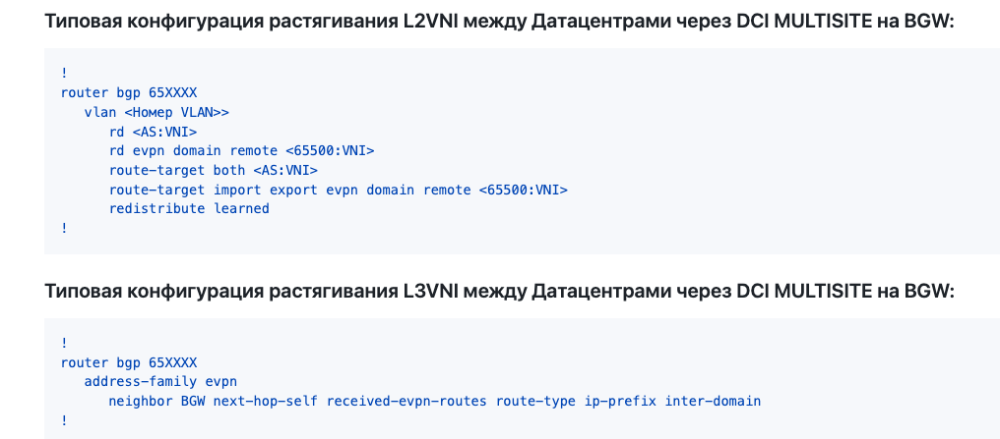 Типовая конфигурация растягивания L2VNI между Датацентрами через DCI MULTISITE на BGW:
!
router bgp 65XXXX
vlan <Номер VLAN>>
rd <AS:VNI>
rd evpn domain remote <65500:VNI>
route-target both <AS:VNI>
route-target import export evpn domain remote <65500:VNI>
redistribute learned
!
Типовая конфигурация растягивания L3VNI между Датацентрами через DCI MULTISITE на BGW:
!
router bgp 65XXXX
address-family evpn
neighbor BGW next-hop-self received-evpn-routes route-type ip-prefix inter-domain
!